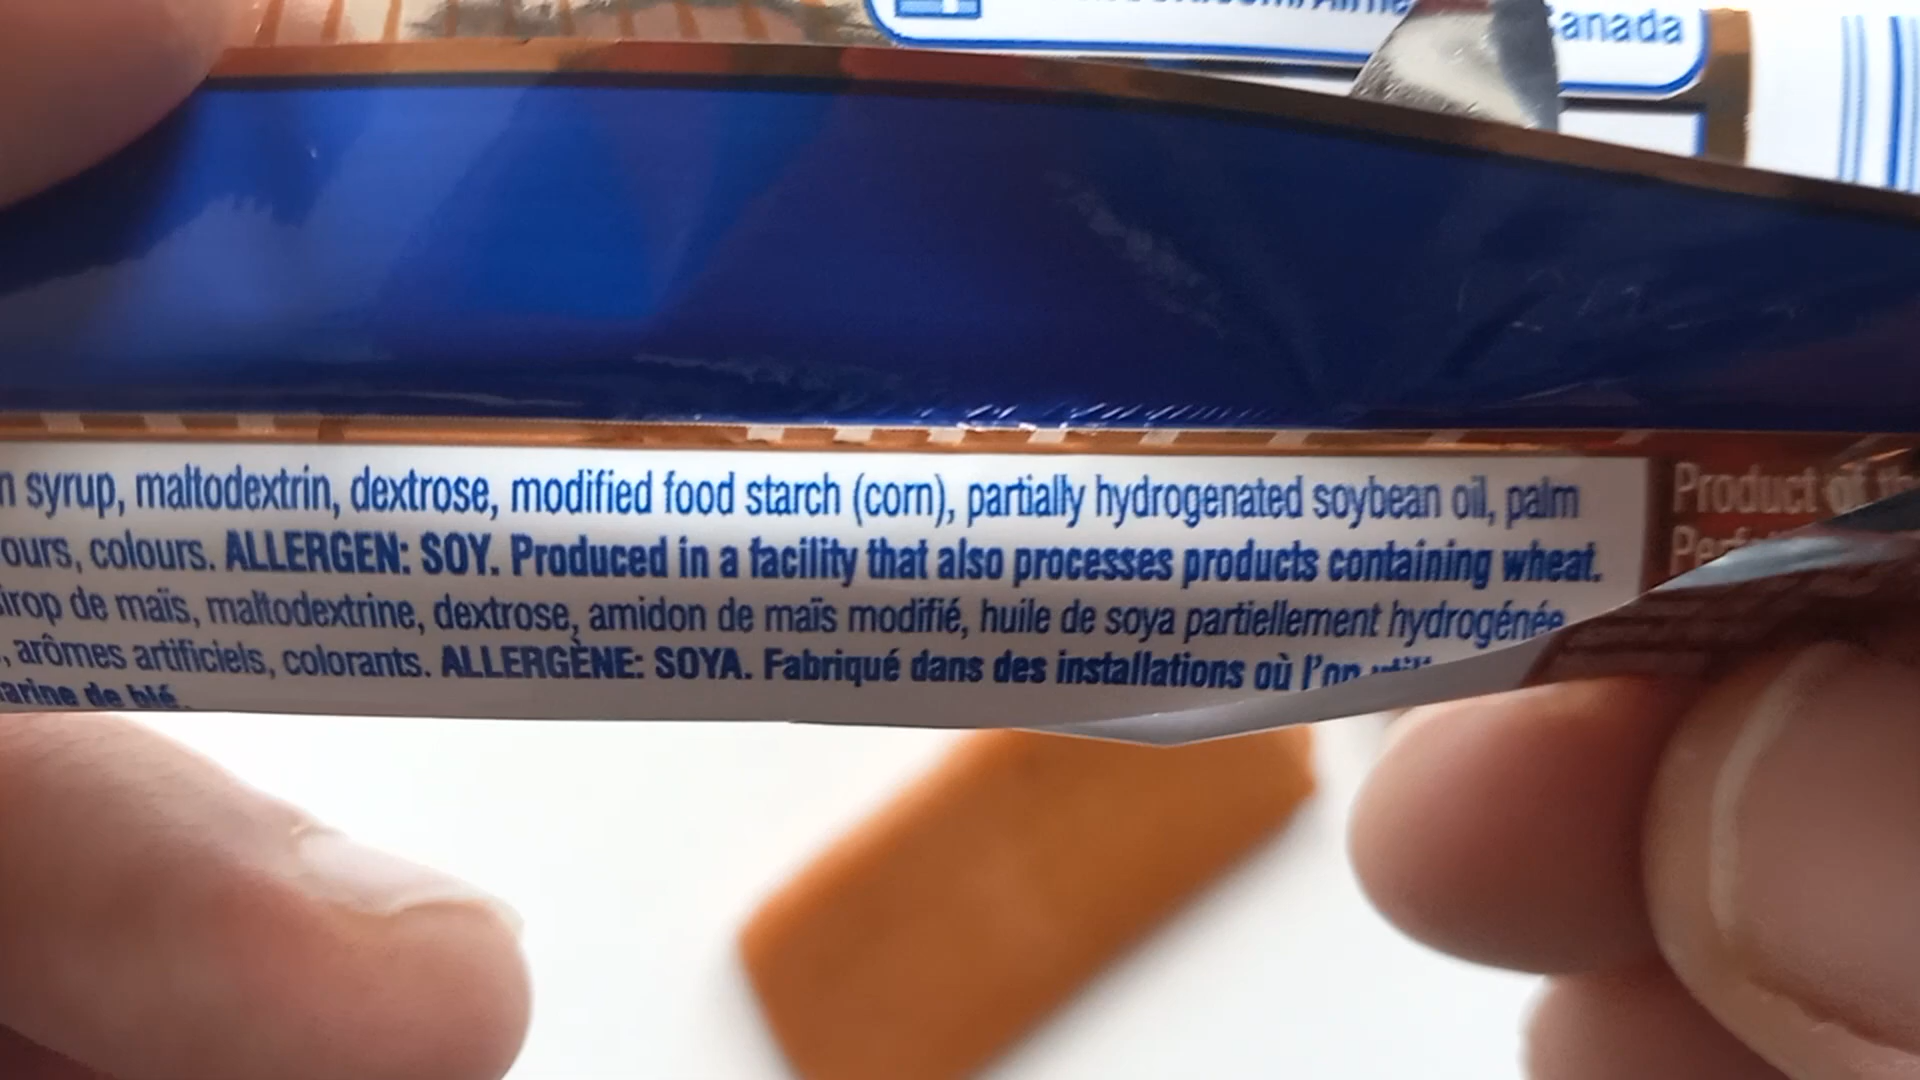 anada
n syrup, maltodextrin, dextrose, modified food starch (corn), partially hydrogenated soybean oil, palm
ours, colours. ALLERGEN: SOY. Produced in a facility that also processes products containing wheat.
irop de maïs, maltodextrine, dextrose, amidon de maïs modifié, huile de soya partiellement hydrogénée
, arômes artificiels, colorants. ALLERGÈNE: SOYA. Fabriqué dans des installations où l'on
arine de blé.
Product of